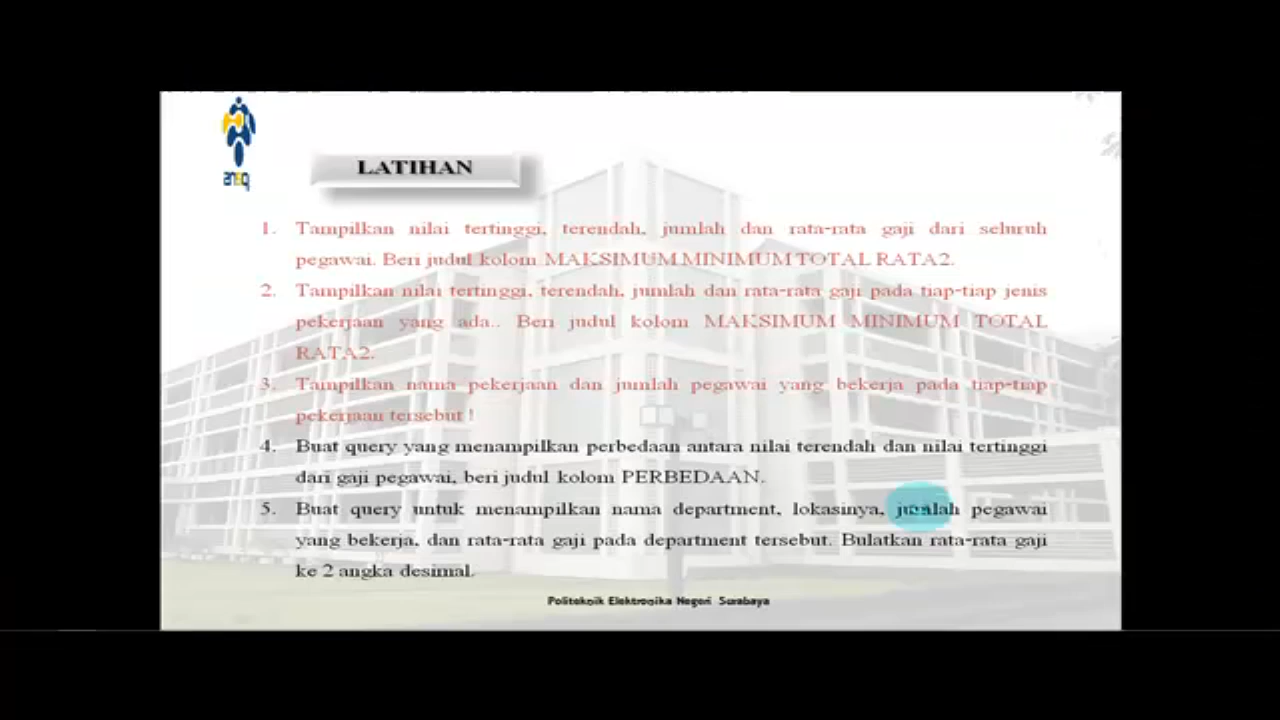 LATIHAN
1. Tampilkan nilai tertinggi, terendah, jumlah dan rata-rata gaji dari seluruh
pegawai. Beri judul kolom MAKSIMUM MINIMUM TOTAL RATA2.
2. Tampilkan nilai tertinggi, terendah, jumlah dan rata-rata gaji pada tiap-tiap jenis
pekerjaan yang ada.. Beri judul kolom MAKSIMUM MINIMUM TOTAL
RATA2.
3. Tampilkan nama pekerjaan dan jumlah pegawai yang bekerja pada tiap-tiap
pekerjaan tersebut !
4. Buat query yang menampilkan perbedaan antara nilai terendah dan nilai tertinggi
dari gaji pegawai, beri judul kolom PERBEDAAN.
5. Buat query untuk menampilkan nama department, lokasinya, jumlah pegawai
yang bekerja, dan rata-rata gaji pada department tersebut. Bulatkan rata-rata gaji
ke 2 angka desimal.
Politeknik Elektronika Negeri Surabaya